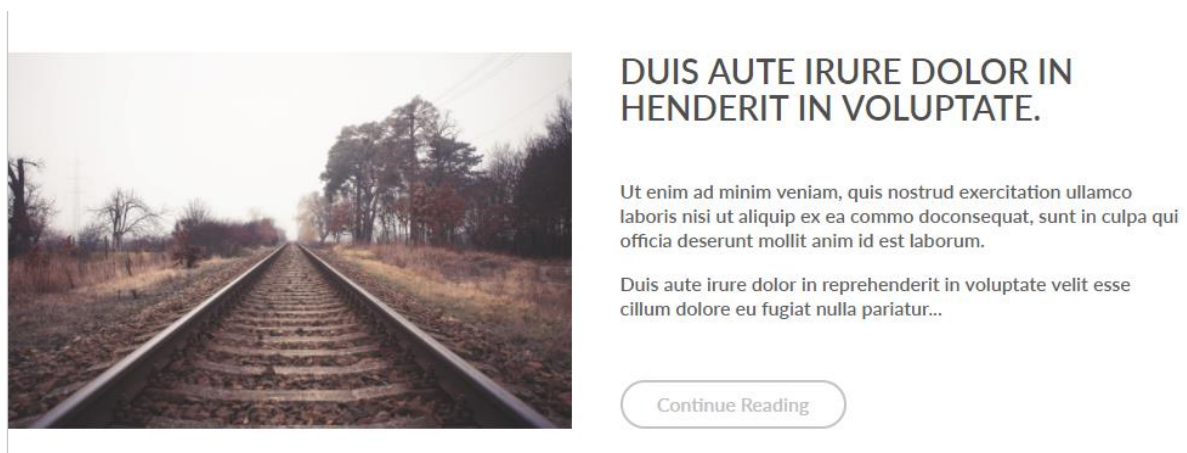 DUIS AUTE IRURE DOLOR IN
HENDERIT IN VOLUPTATE.
Ut enim ad minim veniam, quis nostrud exercitation ullamco
laboris nisi ut aliquip ex ea commo doconsequat, sunt in culpa qui
officia deserunt mollit anim id est laborum.
Duis aute irure dolor in reprehenderit in voluptate velit esse
cillum dolore eu fugiat nulla pariatur...
Continue Reading